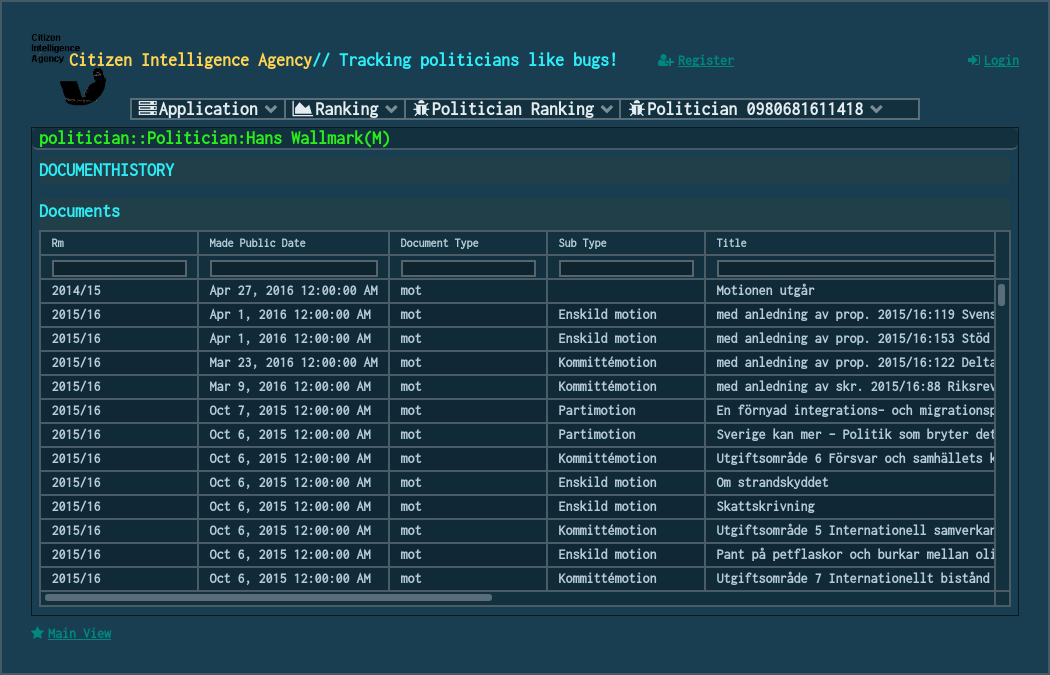 Citizen
Intelligence
Agency
Citizen Intelligence Agency// Tracking politicians like bugs!
Register
Login
Application Ranking Politician Ranking Politician 0980681611418
politician::Politician:Hans Wallmark(M)
DOCUMENTHISTORY
Documents
Rm Made Public Date Document Type Sub Type Title
2014/15 Apr 27, 2016 12:00:00 AM mot Motionen utgår
2015/16 Apr 1, 2016 12:00:00 AM mot Enskild motion med anledning av prop. 2015/16:119 Svens
2015/16 Apr 1, 2016 12:00:00 AM mot Enskild motion med anledning av prop. 2015/16:153 Stöd
2015/16 Mar 23, 2016 12:00:00 AM mot Kommittémotion med anledning av prop. 2015/16:122 Delta
2015/16 Mar 9, 2016 12:00:00 AM mot Kommittémotion med anledning av skr. 2015/16:88 Riksrev
2015/16 Oct 7, 2015 12:00:00 AM mot Partimotion En förnyad integrations- och migrationsp
2015/16 Oct 6, 2015 12:00:00 AM mot Partimotion Sverige kan mer – Politik som bryter det
2015/16 Oct 6, 2015 12:00:00 AM mot Kommittémotion Utgiftsområde 6 Försvar och samhällets k
2015/16 Oct 6, 2015 12:00:00 AM mot Enskild motion Om strandskyddet
2015/16 Oct 6, 2015 12:00:00 AM mot Enskild motion Skattskrivning
2015/16 Oct 6, 2015 12:00:00 AM mot Kommittémotion Utgiftsområde 5 Internationell samverkan
2015/16 Oct 6, 2015 12:00:00 AM mot Enskild motion Pant på petflaskor och burkar mellan oli
2015/16 Oct 6, 2015 12:00:00 AM mot Kommittémotion Utgiftsområde 7 Internationellt bistånd
Main View